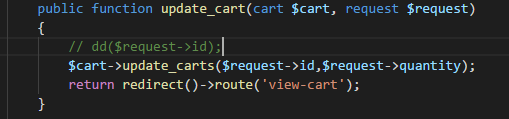 public function update_cart(cart $cart, request $request)
{
// dd($request->id);
$cart->update_carts($request->id,$request->quantity);
return redirect()->route('view-cart');
}